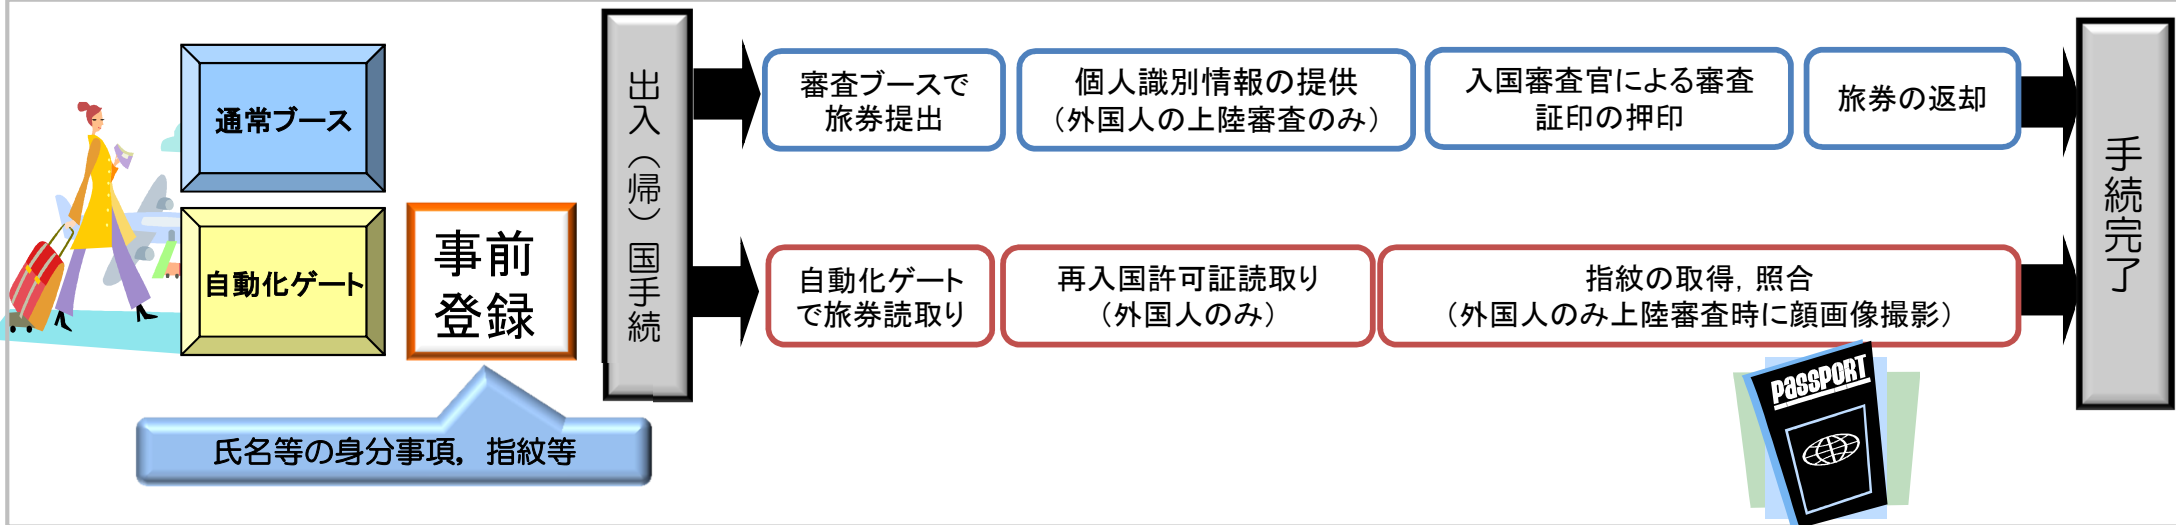 通常ブース
自動化ゲート
事前
登録
氏名等の身分事項，指紋等
出入（帰）国手続
審査ブースで
旅券提出
個人識別情報の提供
（外国人の上陸審査のみ）
入国審査官による審査
証印の押印
旅券の返却
自動化ゲート
で旅券読取り
再入国許可証読取り
（外国人のみ）
指紋の取得，照合
（外国人のみ上陸審査時に顔画像撮影）
PASSPORT
手続完了